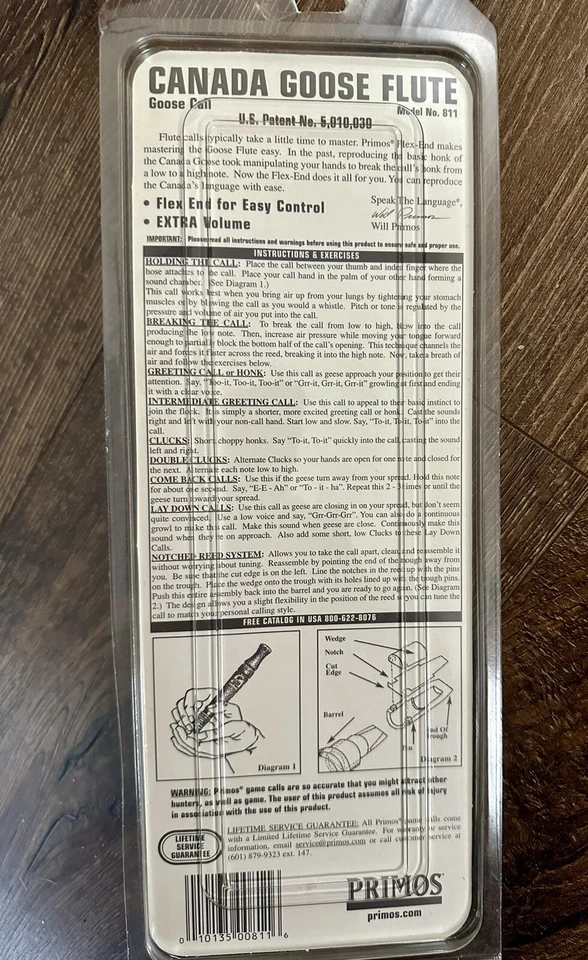 CANADA GOOSE FLUTE
Goose Call
Model No. 811
U.S. Patent No. 5,910,039
Flute calls typically take a little time to master. Primos® Flex-End makes
mastering the Goose Flute easy. In the past, reproducing the basic honk of
the Canada Goose took manipulating your hands to break the call's honk from
a low to a high note. Now the Flex-End does it all for you. You can reproduce
the Canada's language with ease.
• Flex End for Easy Control
• EXTRA Volume
Speak The Language®,
Will Primos
Will Primos
IMPORTANT: Please read all instructions and warnings before using this product to ensure safe and proper use.
INSTRUCTIONS & EXERCISES
HOLDING THE CALL: Place the call between your thumb and index finger where the
hose attaches to the call. Place your call hand in the palm of your other hand forming a
sound chamber. (See Diagram 1.)
This call works best when you bring air up from your lungs by tightening your stomach
muscles or by blowing the call as you would a whistle. Pitch or tone is regulated by the
pressure and volume of air you put into the call.
BREAKING THE CALL: To break the call from low to high, blow into the call
producing the low note. Then, increase air pressure while moving your tongue forward
enough to partially block the bottom half of the call's opening. This technique channels the
air and forces it faster across the reed, breaking it into the high note. Now, take a breath of
air and follow the exercises below.
GREETING CALL or HONK: Use this call as geese approach your position to get their
attention. Say, "Too-it, Too-it, Too-it" or "Grr-it, Grr-it, Grr-it" growling at first and ending
it with a clear voice.
INTERMEDIATE GREETING CALL: Use this call to appeal to their basic instinct to
join the flock. It is simply a shorter, more excited greeting call or honk. Cast the sounds
right and left with your non-call hand. Start low and slow. Say, "To-it, To-it, To-it" into the
call.
CLUCKS: Short, choppy honks. Say "To-it, To-it" quickly into the call, casting the sound
left and right.
DOUBLE CLUCKS: Alternate Clucks so your hands are open for one note and closed for
the next. Alternate each note low to high.
COME BACK CALLS: Use this if the geese turn away from your spread. Hold this note
for about one second. Say, "E-E - Ah" or "To - it - ha". Repeat this 2 - 3 times or until the
geese turn toward your spread.
LAY DOWN CALLS: Use this call as geese are closing in on your spread, but don't seem
quite convinced. Use a low voice and say, "Grr-Grr-Grr". You can also do a continuous
growl to make this call. Make this sound when geese are close. Continuously make this
sound when they are on approach. Also add some short, low Clucks to these Lay Down
Calls.
NOTCHED REED SYSTEM: Allows you to take the call apart, clean, and reassemble it
without worrying about tuning. Reassemble by pointing the end of the trough away from
you. Be sure that the cut edge is on the left. Line the notches in the reed up with the pins
on the trough. Place the wedge onto the trough with its holes lined up with the trough pins.
Push this entire assembly back into the barrel and you are ready to go again. (See Diagram
2.) The design allows you a slight flexibility in the position of the reed so you can tune the
call to match your personal calling style.
FREE CATALOG IN USA 800-622-8076
Diagram 1
Wedge
Notch
Cut
Edge
Barrel
Pin
End Of
Trough
Diagram 2
WARNING: Primos® game calls are so accurate that you might attract other
hunters, as well as game. The user of this product assumes all risk of injury
in association with the use of this product.
LIFETIME
SERVICE
GUARANTEE
LIFETIME SERVICE GUARANTEE: All Primos® game calls come
with a Limited Lifetime Service Guarantee. For warranty or service
information, email service@primos.com or call customer service at
(601) 879-9323 ext. 147.
PRIMOS®
primos.com
0 10135 00811 6